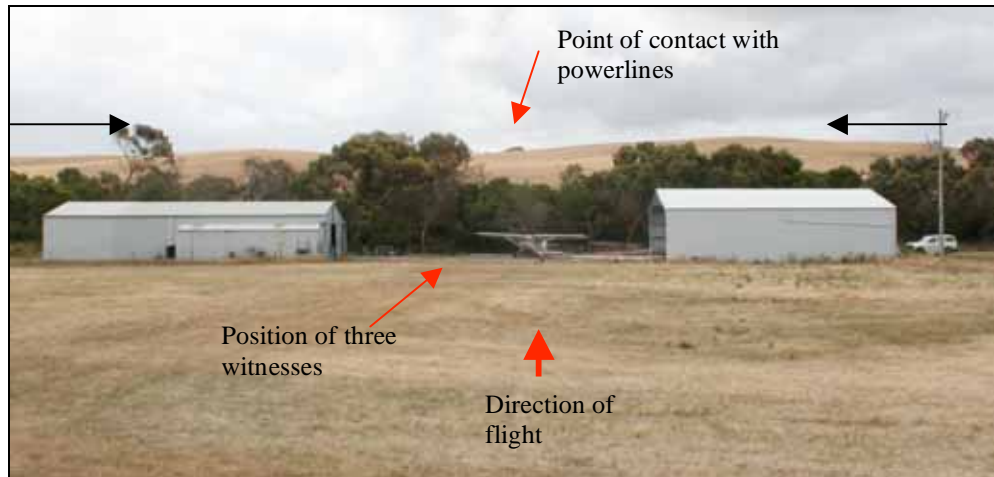 Point of contact with
powerlines
Position of three
witnesses
Direction of
flight